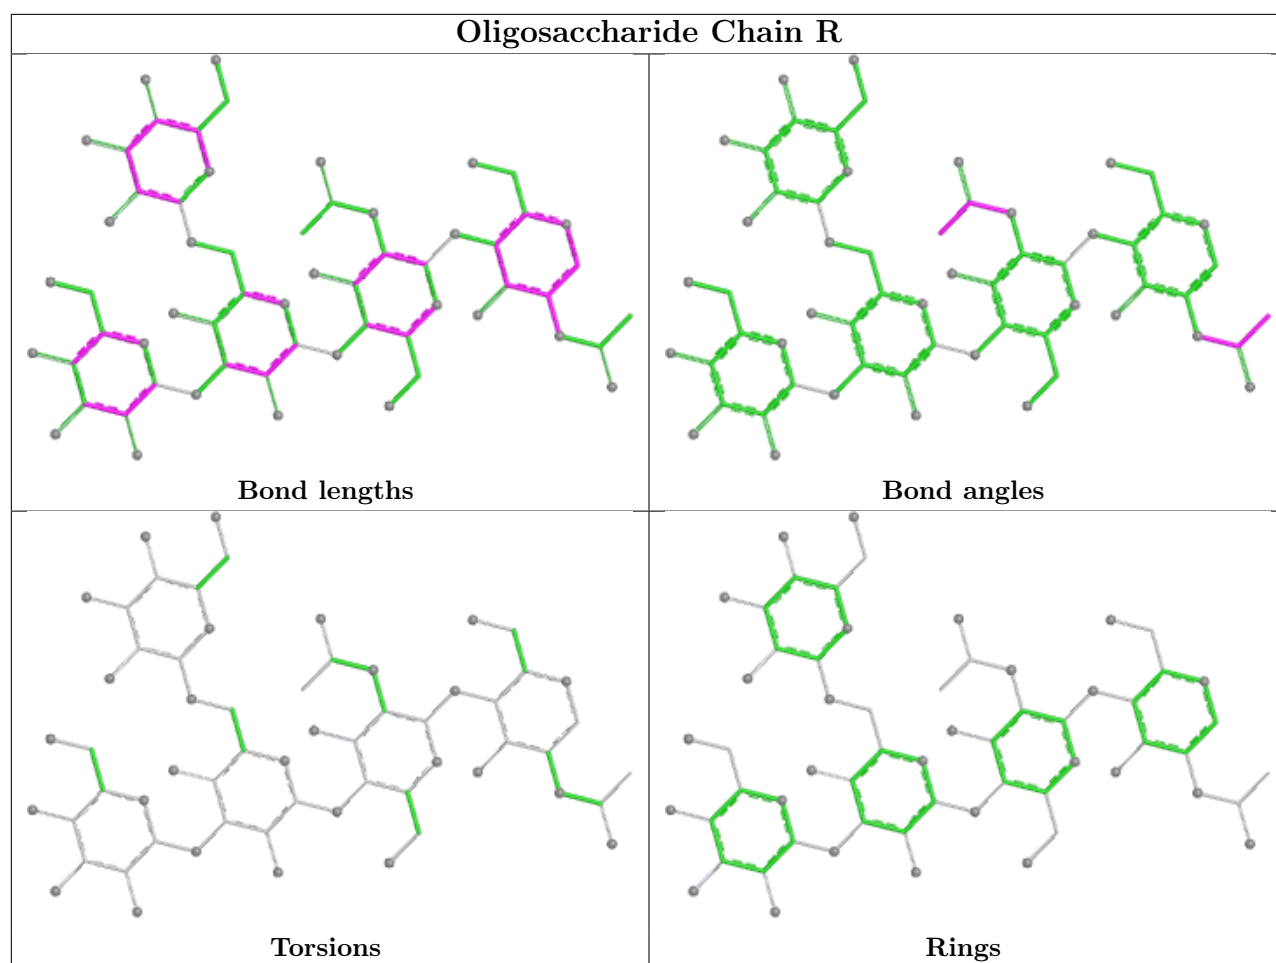 Oligosaccharide Chain R
Bond lengths
Bond angles
Torsions
Rings